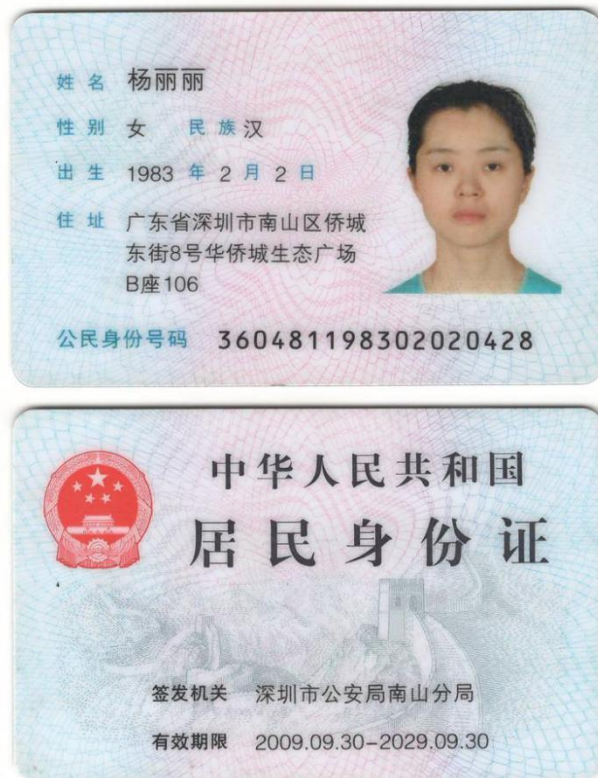 姓名 杨丽丽
性别 女 民族 汉
出生 1983 年 2 月 2 日
住址 广东省深圳市南山区侨城
东街8号华侨城生态广场
B座106
公民身份号码 360481198302020428
中华人民共和国
居民身份证
签发机关 深圳市公安局南山分局
有效期限 2009.09.30-2029.09.30